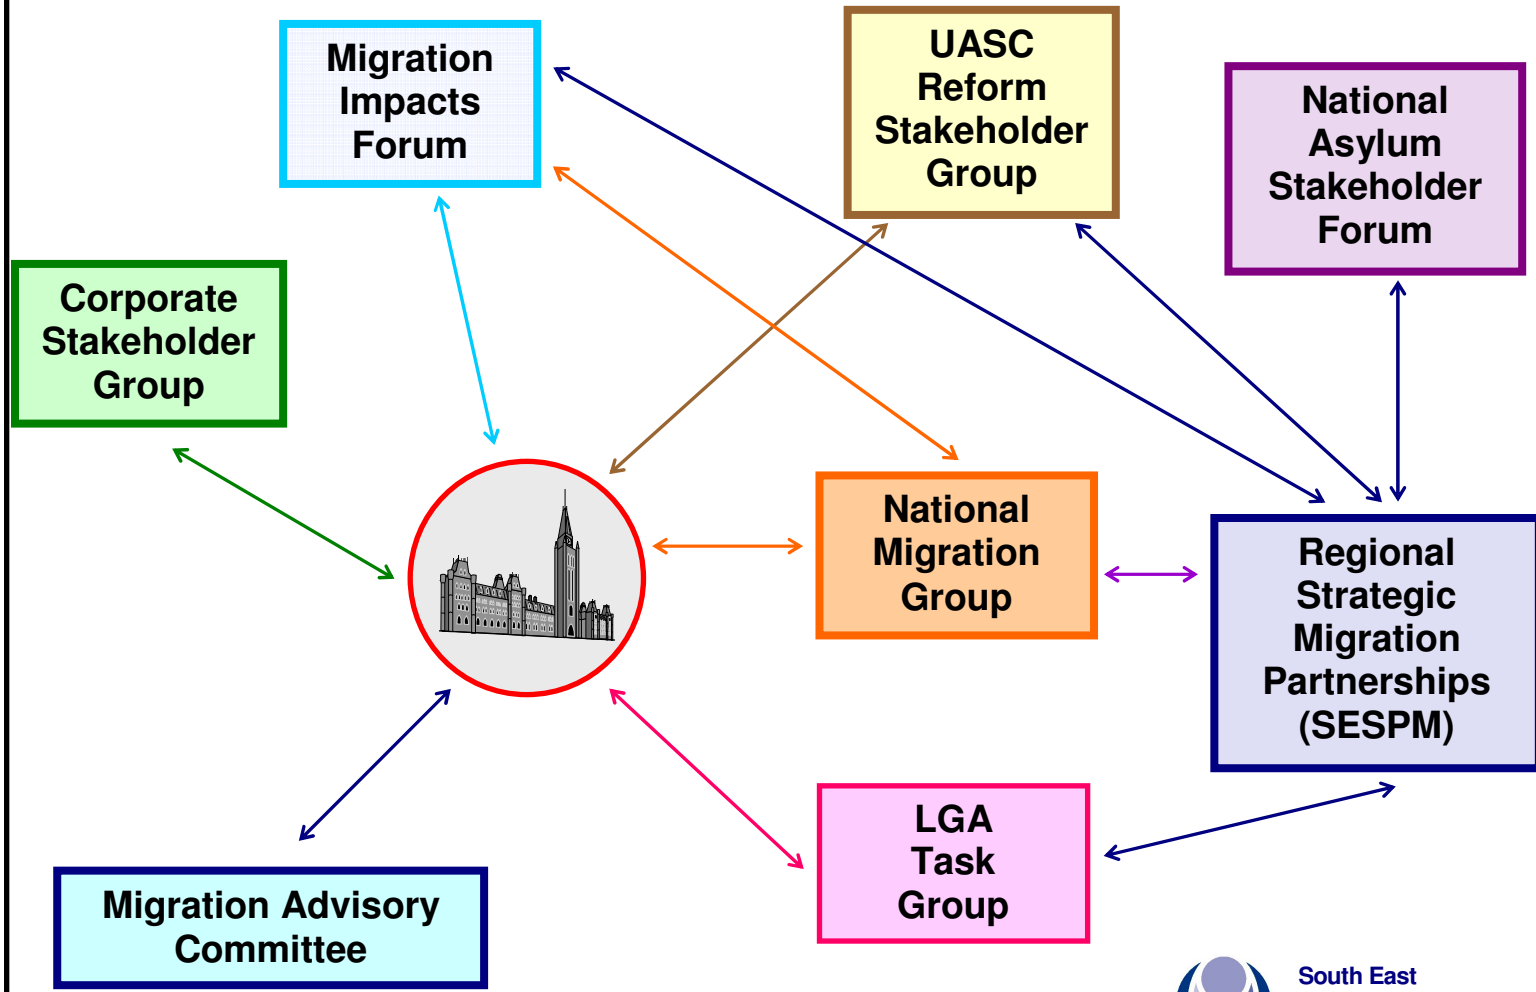 Migration
Impacts
Forum
UASC
Reform
Stakeholder
Group
National
Asylum
Stakeholder
Forum
Corporate
Stakeholder
Group
National
Migration
Group
Regional
Strategic
Migration
Partnerships
(SESPM)
LGA
Task
Group
Migration Advisory
Committee
South East